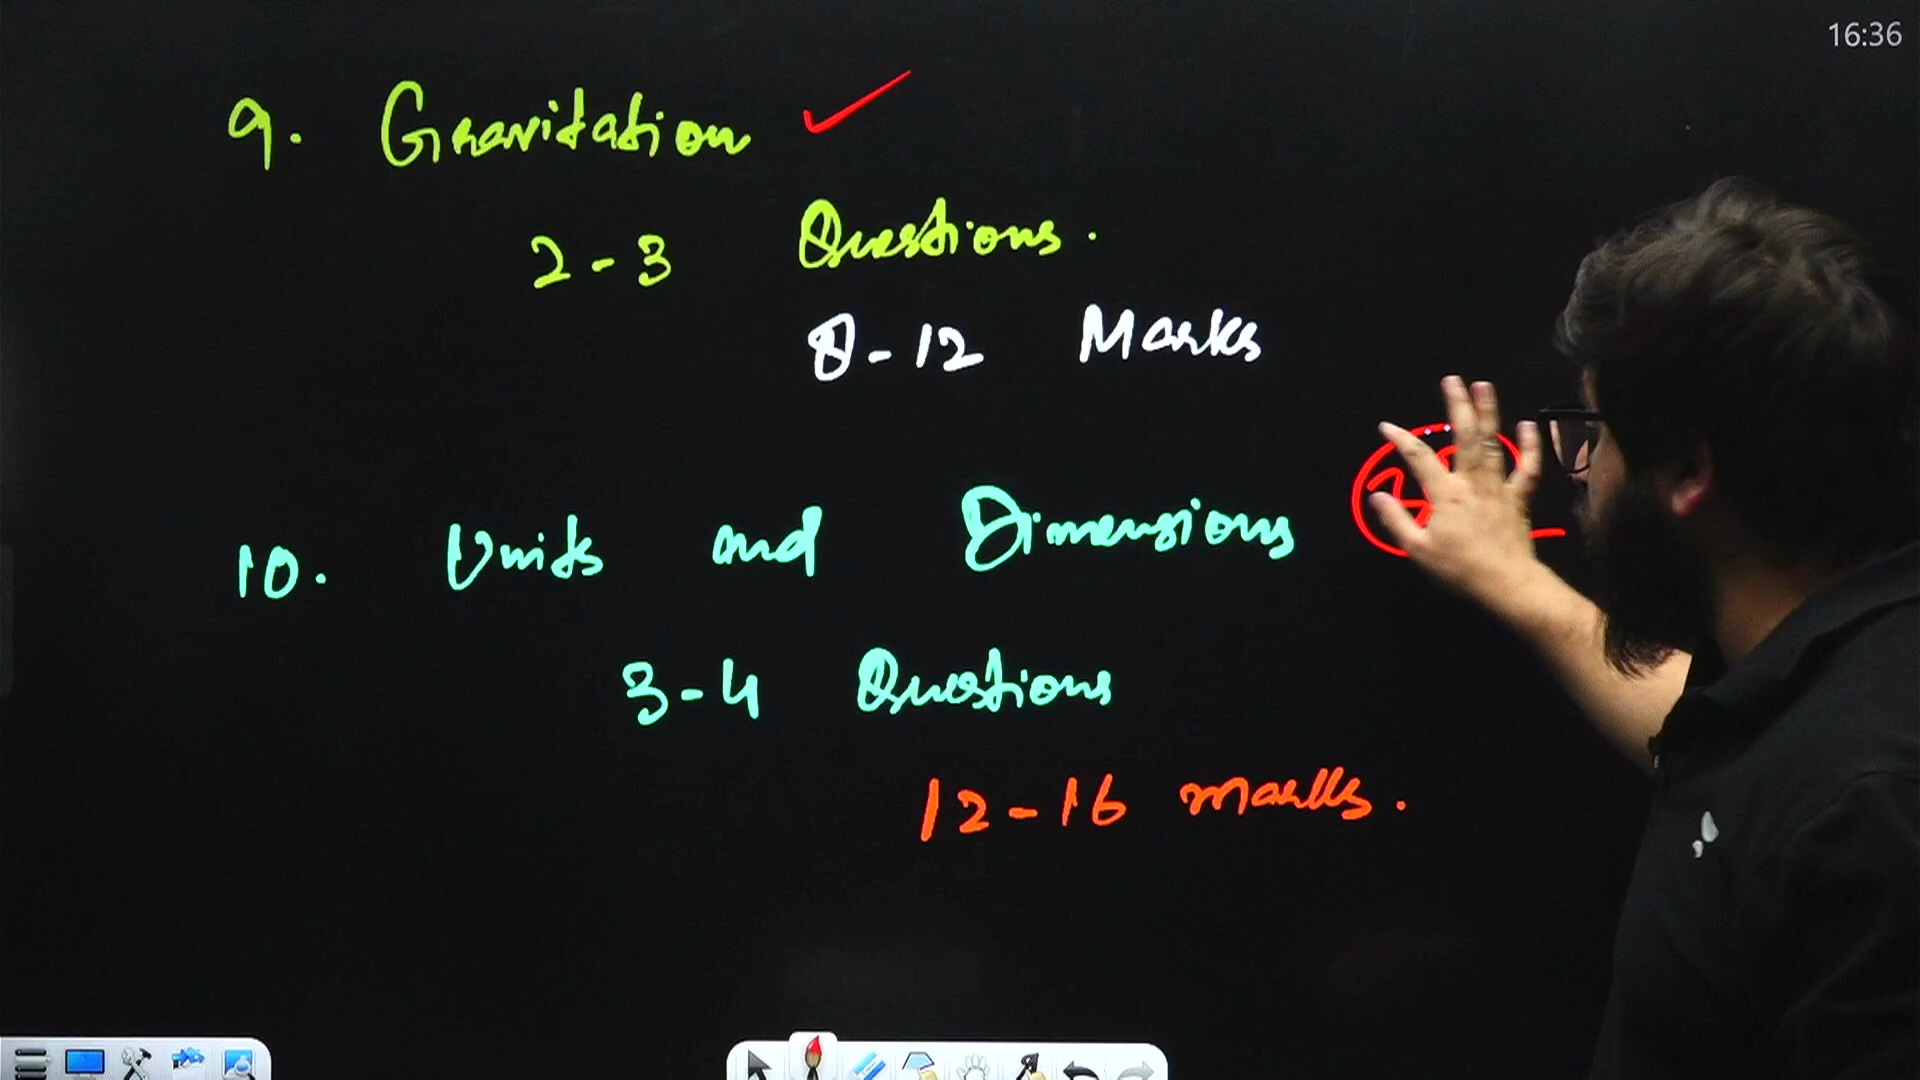 16:36
9. Gravitation
2-3 Questions.
8-12 Marks
10. Units and Dimensions
3-4 Questions
12-16 marks.